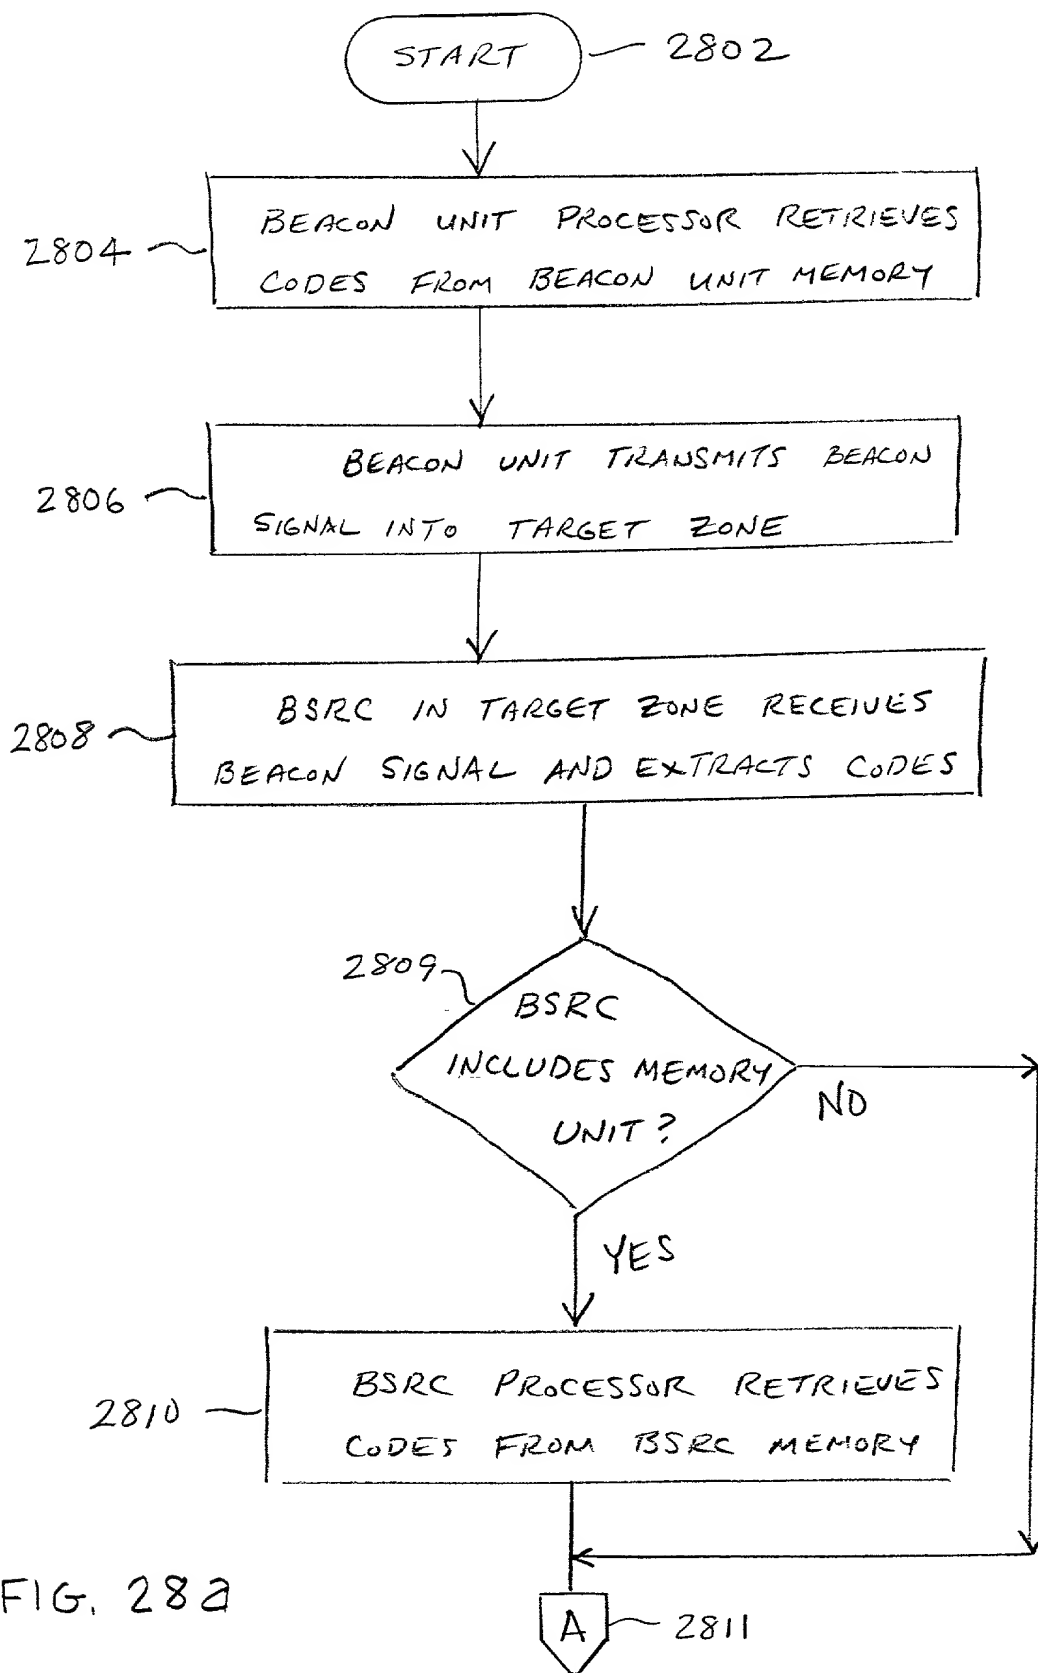 START
2802
2804
BEACON UNIT PROCESSOR RETRIEVES
CODES FROM BEACON UNIT MEMORY
2806
BEACON UNIT TRANSMITS BEACON
SIGNAL INTO TARGET ZONE
2808
BSRC IN TARGET ZONE RECEIVES
BEACON SIGNAL AND EXTRACTS CODES
2809
BSRC
INCLUDES MEMORY
UNIT?
NO
YES
2810
BSRC PROCESSOR RETRIEVES
CODES FROM BSRC MEMORY
A
2811
FIG. 28a